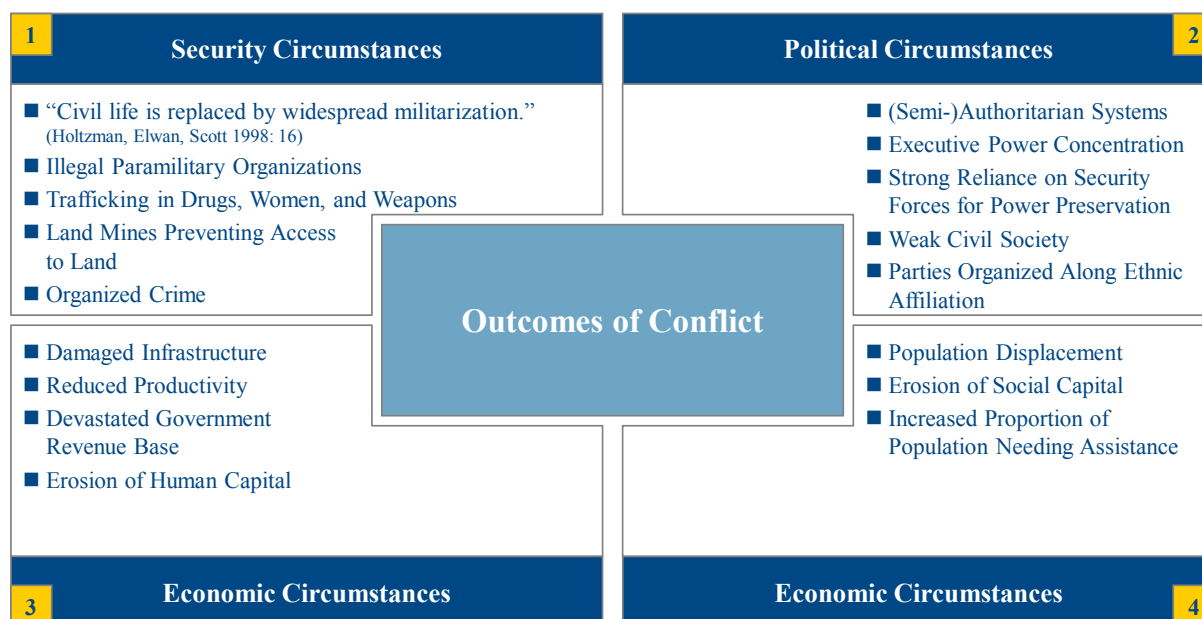 1
Security Circumstances
■ “Civil life is replaced by widespread militarization.”
(Holtzman, Elwan, Scott 1998: 16)
■ Illegal Paramilitary Organizations
■ Trafficking in Drugs, Women, and Weapons
■ Land Mines Preventing Access
to Land
■ Organized Crime
Political Circumstances
2
■ (Semi-)Authoritarian Systems
■ Executive Power Concentration
■ Strong Reliance on Security
Forces for Power Preservation
■ Weak Civil Society
■ Parties Organized Along Ethnic
Affiliation
Outcomes of Conflict
■ Damaged Infrastructure
■ Reduced Productivity
■ Devastated Government
Revenue Base
■ Erosion of Human Capital
3
Economic Circumstances
■ Population Displacement
■ Erosion of Social Capital
■ Increased Proportion of
Population Needing Assistance
Economic Circumstances
4